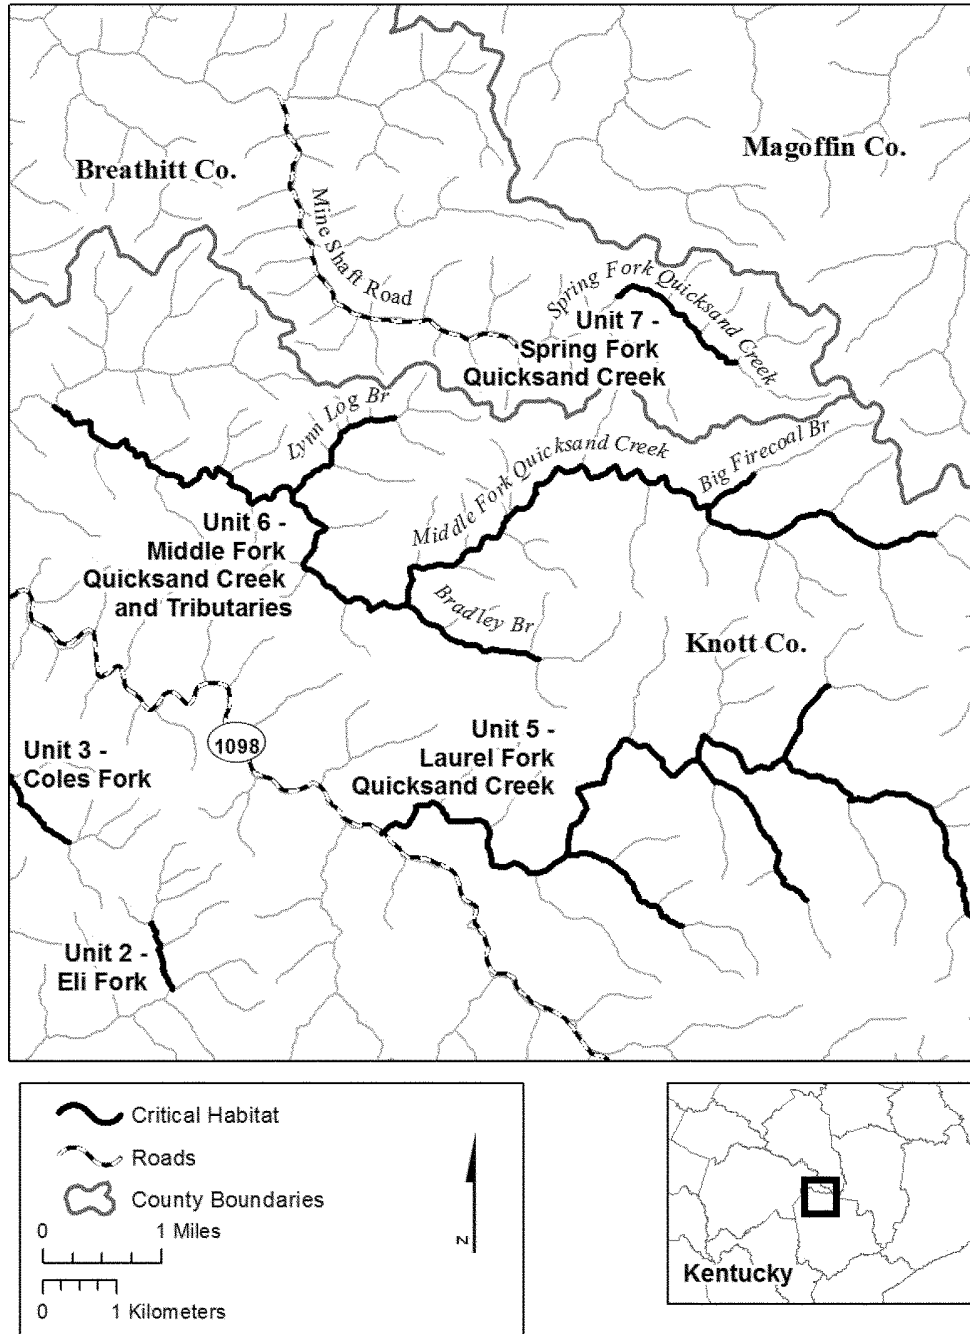 Magoffin Co.
Breathitt Co.
Mine Shaft Road
Spring Fork Quicksand Creek
Unit 7 -
Spring Fork
Quicksand Creek
Lynn Log Br
Middle Fork Quicksand Creek
Big Firecoal Br
Unit 6 -
Middle Fork
Quicksand Creek
and Tributaries
Bradley Br
Knott Co.
Unit 3 -
Coles Fork
1098
Unit 5 -
Laurel Fork
Quicksand Creek
Unit 2 -
Eli Fork
Critical Habitat
Roads
County Boundaries
0 1 Miles
0 1 Kilometers
N
Kentucky